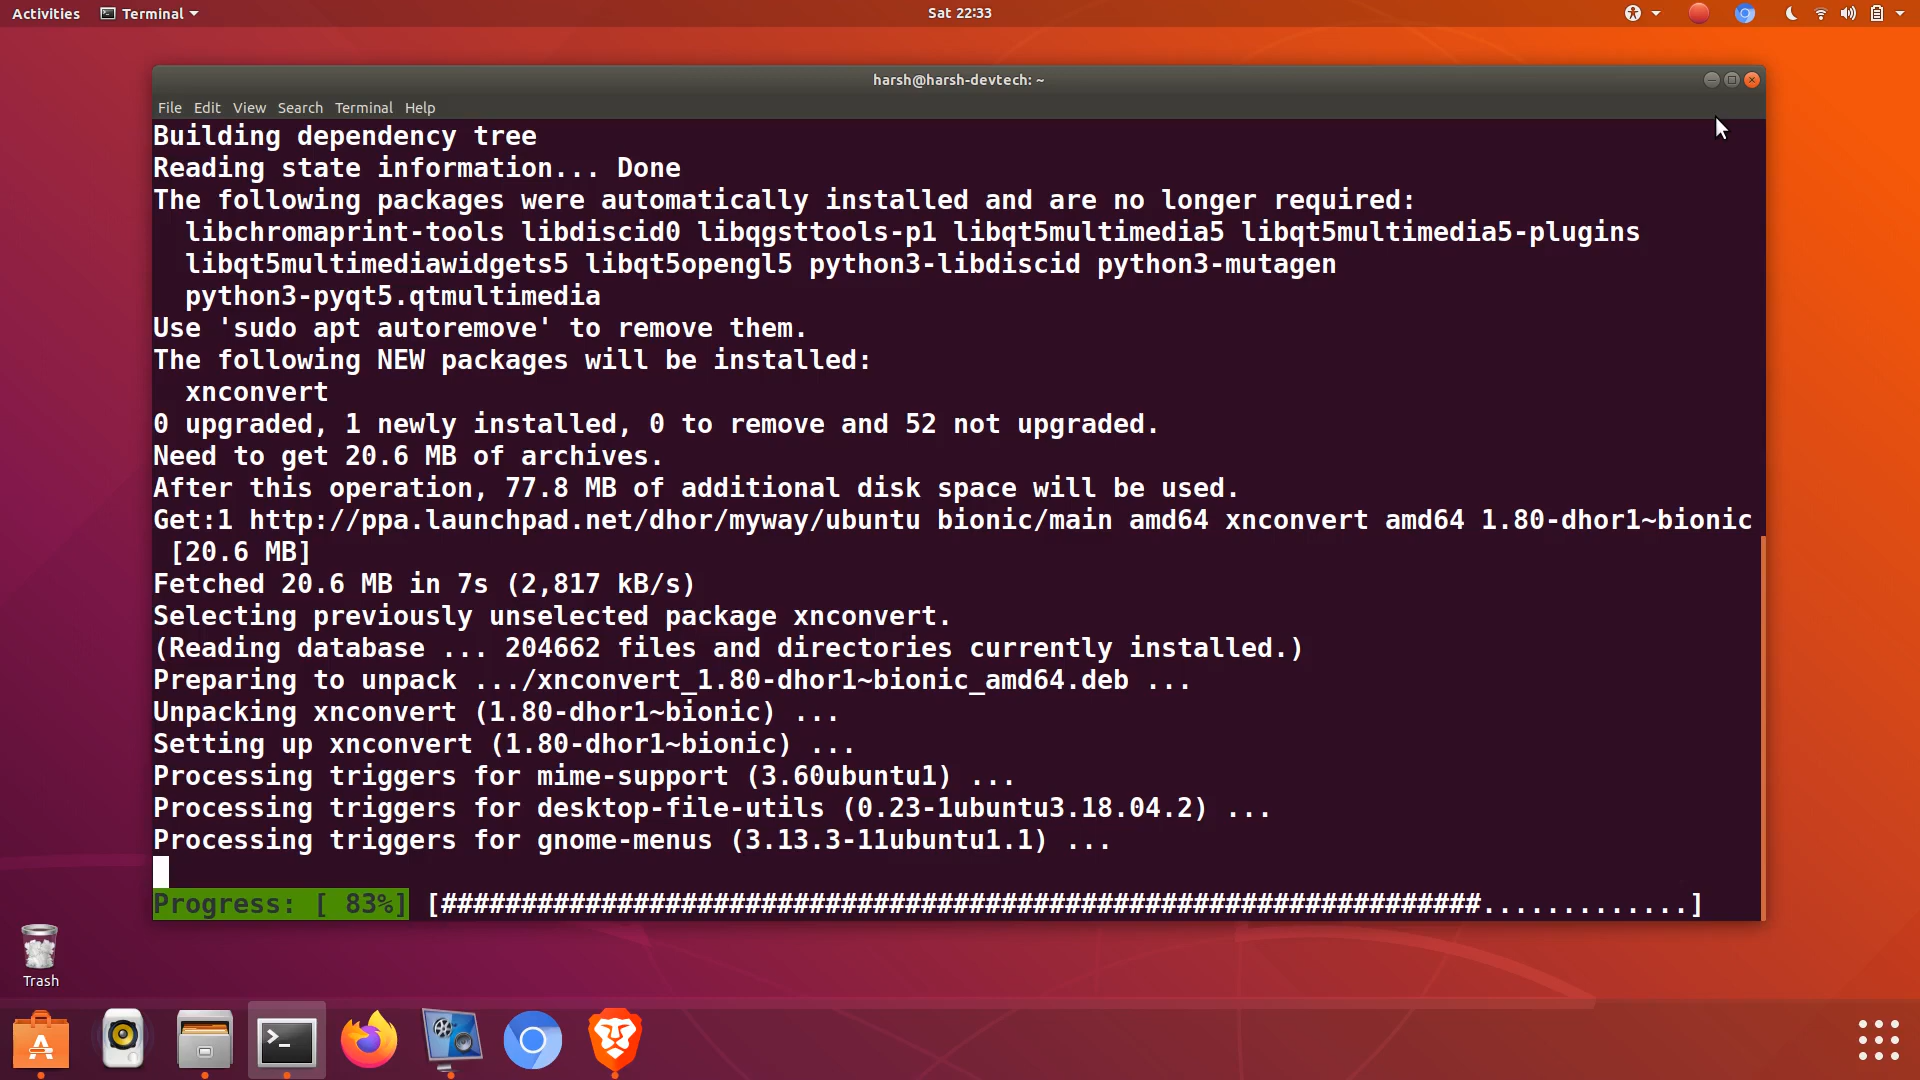 Activities Terminal Sat 22:33
harsh@harsh-devtech: ~
File Edit View Search Terminal Help
Building dependency tree
Reading state information... Done
The following packages were automatically installed and are no longer required:
  libchromaprint-tools libdiscid0 libqgsttools-p1 libqt5multimedia5 libqt5multimedia5-plugins
  libqt5multimediawidgets5 libqt5opengl5 python3-libdiscid python3-mutagen
  python3-pyqt5.qtmultimedia
Use 'sudo apt autoremove' to remove them.
The following NEW packages will be installed:
  xnconvert
0 upgraded, 1 newly installed, 0 to remove and 52 not upgraded.
Need to get 20.6 MB of archives.
After this operation, 77.8 MB of additional disk space will be used.
Get:1 http://ppa.launchpad.net/dhor/myway/ubuntu bionic/main amd64 xnconvert amd64 1.80-dhor1~bionic
 [20.6 MB]
Fetched 20.6 MB in 7s (2,817 kB/s)
Selecting previously unselected package xnconvert.
(Reading database ... 204662 files and directories currently installed.)
Preparing to unpack .../xnconvert_1.80-dhor1~bionic_amd64.deb ...
Unpacking xnconvert (1.80-dhor1~bionic) ...
Setting up xnconvert (1.80-dhor1~bionic) ...
Processing triggers for mime-support (3.60ubuntu1) ...
Processing triggers for desktop-file-utils (0.23-1ubuntu3.18.04.2) ...
Processing triggers for gnome-menus (3.13.3-11ubuntu1.1) ...
Progress: [ 83%] [#################################################################.............]
Trash